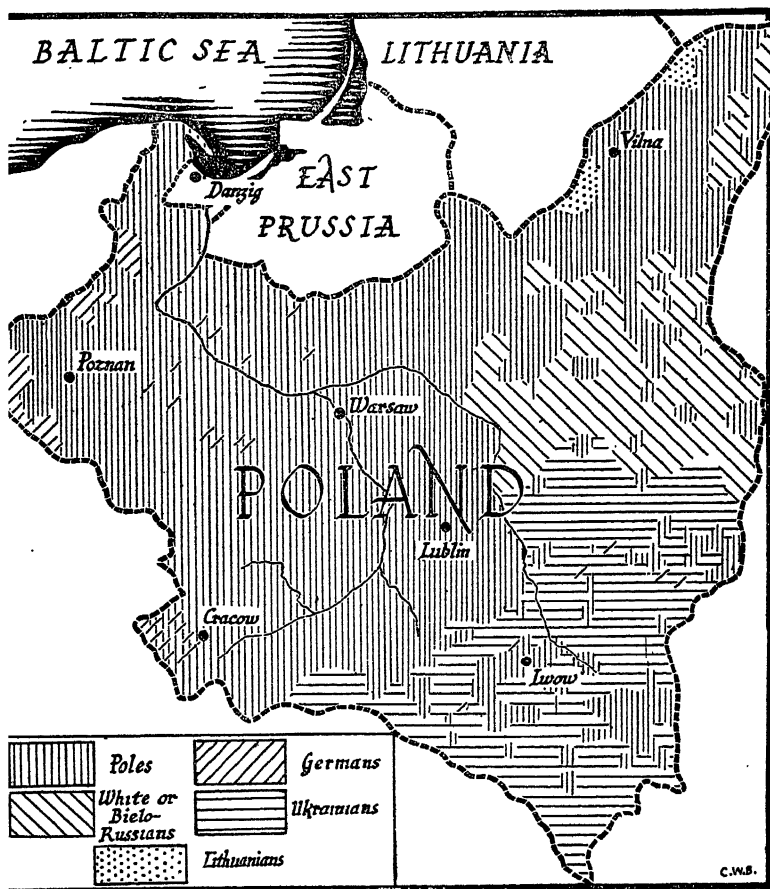 BALTIC SEA
LITHUANIA
Vilna
Danzig
EAST
PRUSSIA
Poznan
Warsaw
POLAND
Lublin
Cracow
Lwow
Poles
Germans
White or
Bielo-
Russians
Ukrainians
Lithuanians
C.W.B.